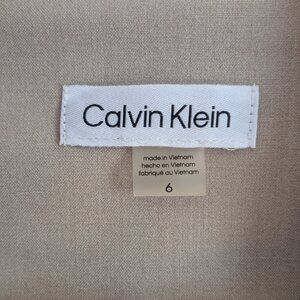 Calvin Klein
made in Vietnam
hecho en Vietnam
fabriqué au Vietnam
6